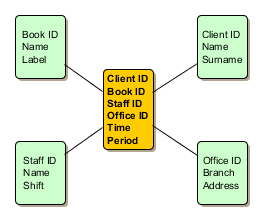 Book ID
Name
Label
Client ID
Name
Surname
Client ID
Book ID
Staff ID
Office ID
Time
Period
Staff ID
Name
Shift
Office ID
Branch
Address